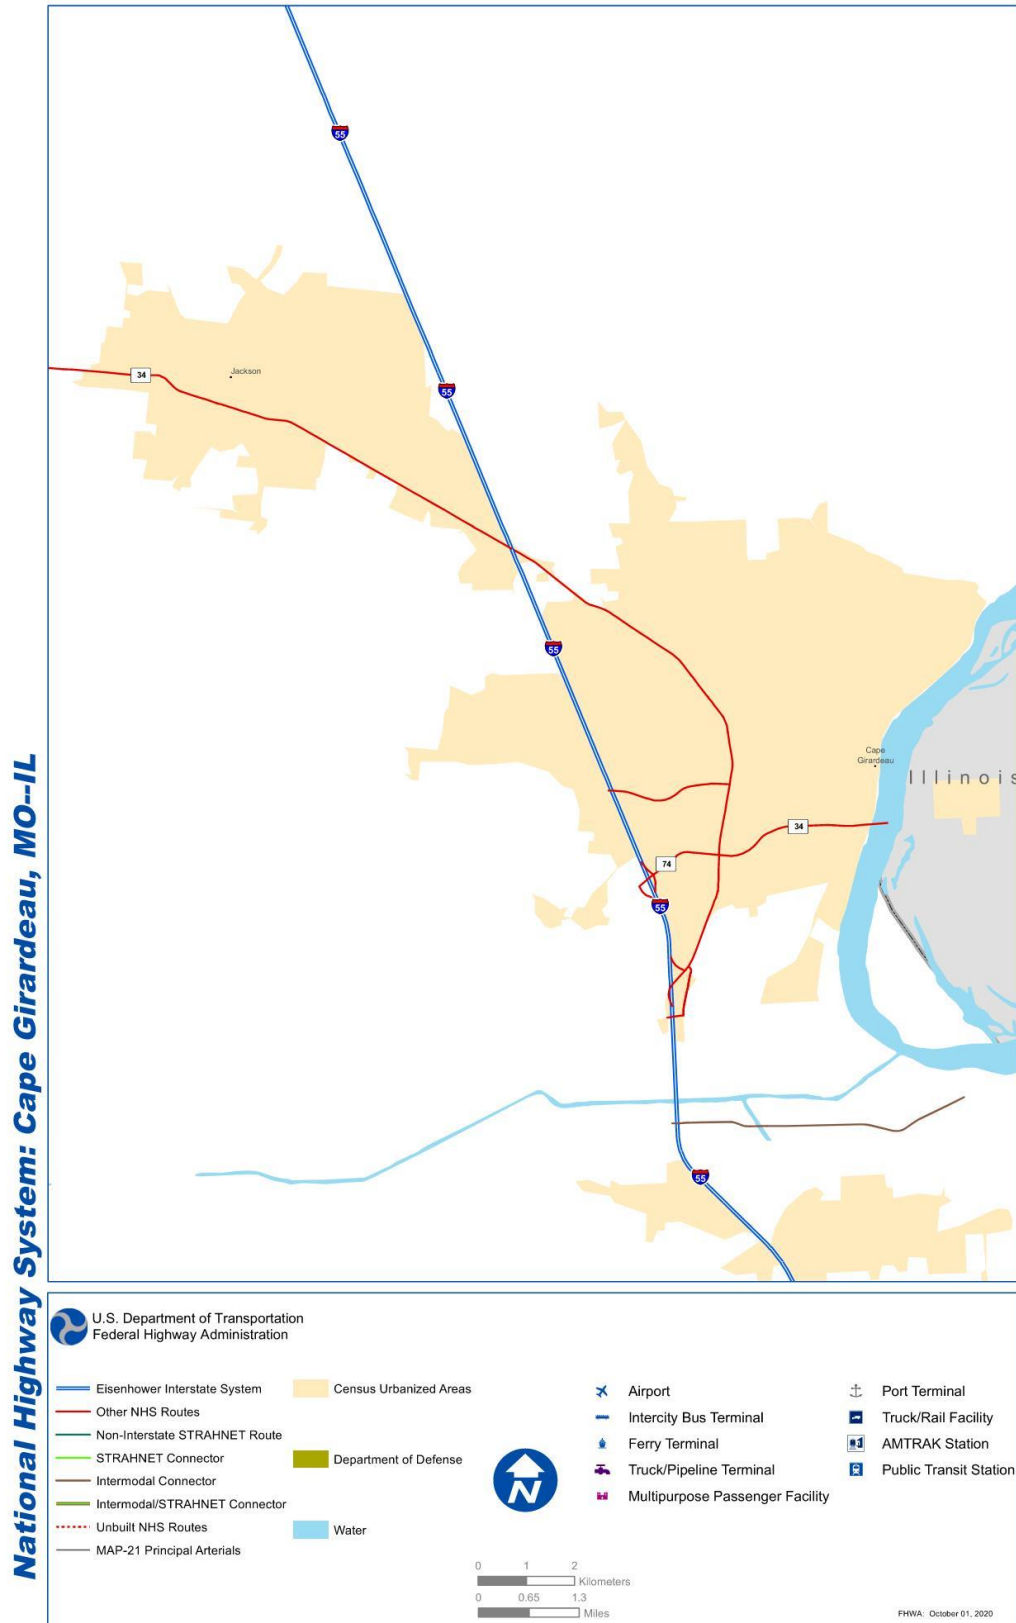 National Highway System: Cape Girardeau, MO--IL
55
34
Jackson
55
55
Cape
Girardeau
Illinois
34
74
55
55
U.S. Department of Transportation
Federal Highway Administration
Eisenhower Interstate System
Other NHS Routes
Non-Interstate STRAHNET Route
STRAHNET Connector
Intermodal Connector
Intermodal/STRAHNET Connector
Unbuilt NHS Routes
MAP-21 Principal Arterials
Census Urbanized Areas
Department of Defense
Water
N
Airport
Intercity Bus Terminal
Ferry Terminal
Truck/Pipeline Terminal
Multipurpose Passenger Facility
Port Terminal
Truck/Rail Facility
AMTRAK Station
Public Transit Station
0 1 2
Kilometers
0 0.65 1.3
Miles
FHWA: October 01, 2020